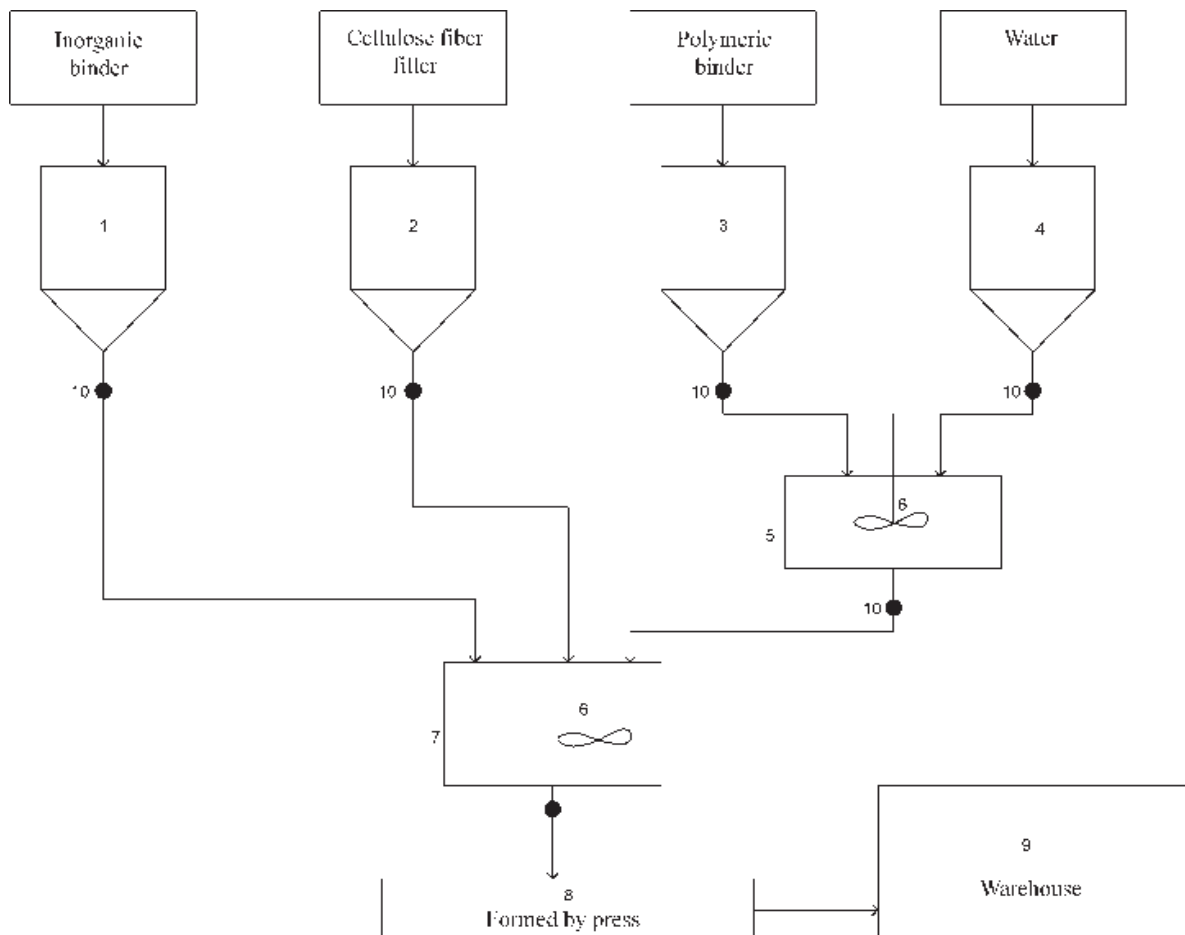 Inorganic
binder
Cellulose fiber
filler
Polymeric
binder
Water
1
2
3
4
10
10
10
10
6
5
10
6
7
8
Formed by press
9
Warehouse